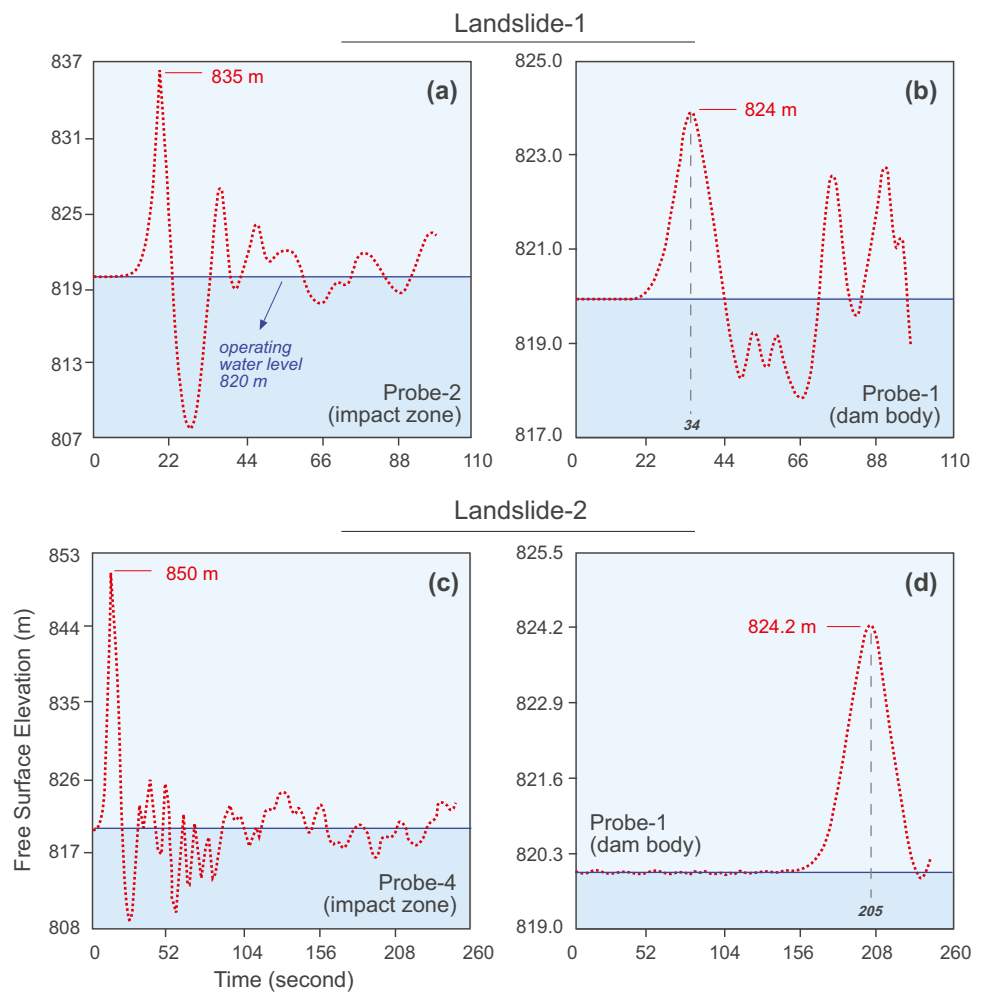 Landslide-1
837
831
825
819
813
807
835 m
(a)
operating
water level
820 m
Probe-2
(impact zone)
0 22 44 66 88 110
825.0
823.0
821.0
819.0
817.0
824 m
(b)
34
Probe-1
(dam body)
0 22 44 66 88 110
Landslide-2
Free Surface Elevation (m)
853
844
835
826
817
808
850 m
(c)
Probe-4
(impact zone)
0 52 104 156 208 260
Time (second)
825.5
824.2
822.9
821.6
820.3
819.0
824.2 m
(d)
Probe-1
(dam body)
205
0 52 104 156 208 260